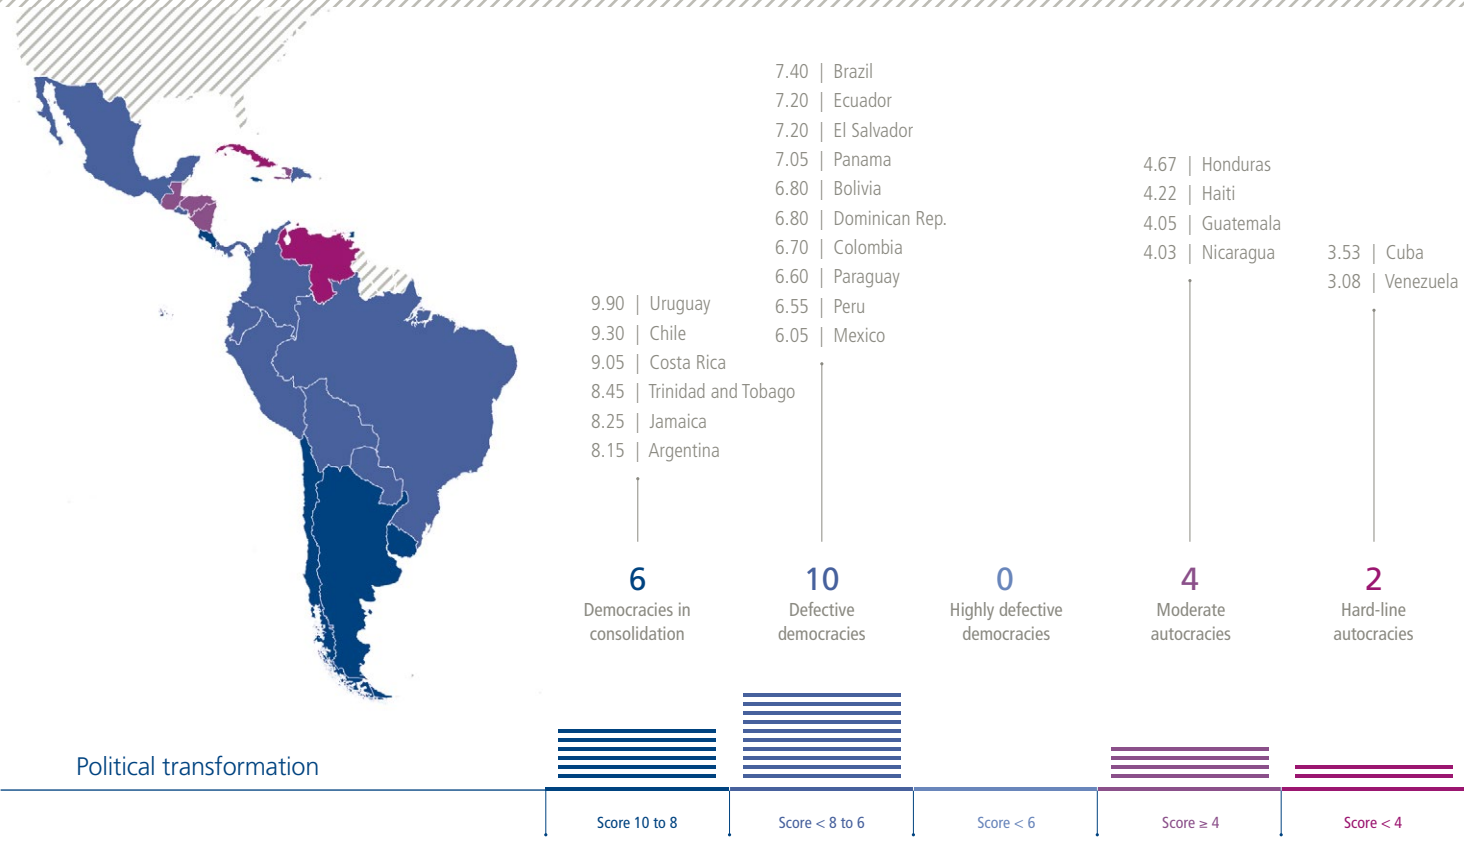 9.90 | Uruguay
9.30 | Chile
9.05 | Costa Rica
8.45 | Trinidad and Tobago
8.25 | Jamaica
8.15 | Argentina
6
Democracies in
consolidation
7.40 | Brazil
7.20 | Ecuador
7.20 | El Salvador
7.05 | Panama
6.80 | Bolivia
6.80 | Dominican Rep.
6.70 | Colombia
6.60 | Paraguay
6.55 | Peru
6.05 | Mexico
10
Defective
democracies
0
Highly defective
democracies
4.67 | Honduras
4.22 | Haiti
4.05 | Guatemala
4.03 | Nicaragua
4
Moderate
autocracies
3.53 | Cuba
3.08 | Venezuela
2
Hard-line
autocracies
Political transformation
Score 10 to 8
Score < 8 to 6
Score < 6
Score ≥ 4
Score < 4